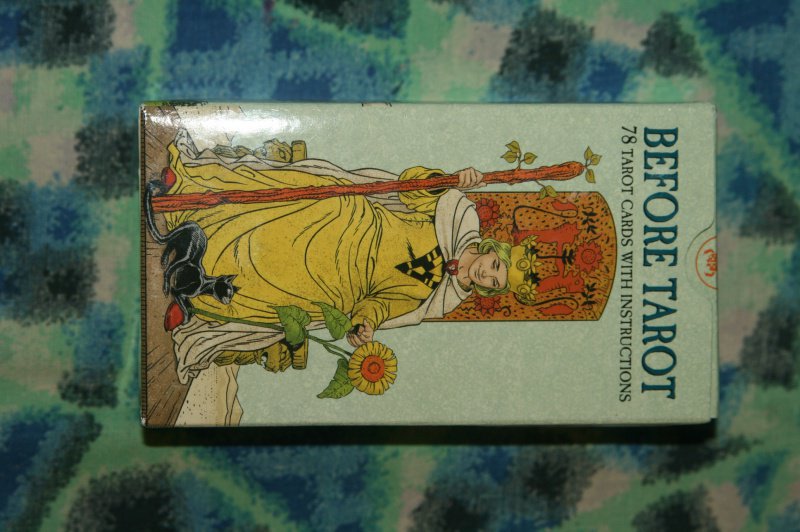 BEFORE TAROT
78 TAROT CARDS WITH INSTRUCTIONS